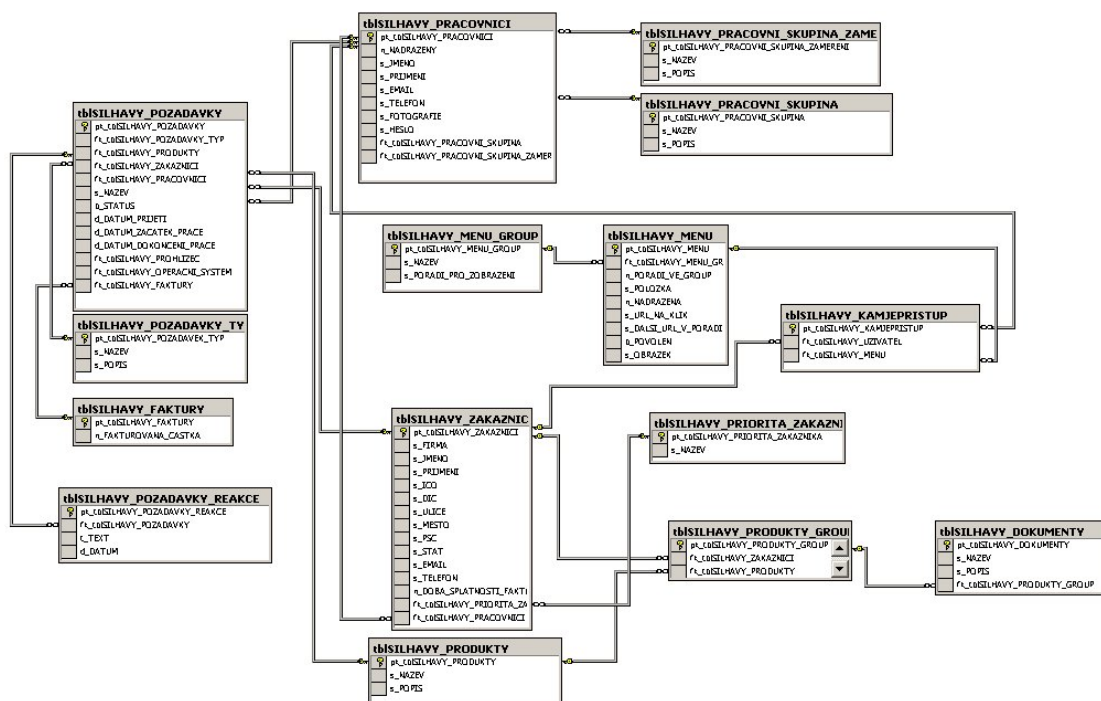 tblSILHAVY_PRACOVNICI
pk_colSILHAVY_PRACOVNICI
n_NADRAZENY
s_JMENO
s_PRIJMENI
s_EMAIL
s_TELEFON
s_FOTOGRAFIE
s_HESLO
fk_colSILHAVY_PRACOVNI_SKUPINA
fk_colSILHAVY_PRACOVNI_SKUPINA_ZAMER
tblSILHAVY_PRACOVNI_SKUPINA_ZAME
pk_colSILHAVY_PRACOVNI_SKUPINA_ZAMERENI
s_NAZEV
s_POPIS
tblSILHAVY_PRACOVNI_SKUPINA
pk_colSILHAVY_PRACOVNI_SKUPINA
s_NAZEV
s_POPIS
tblSILHAVY_POZADAVKY
pk_colSILHAVY_POZADAVKY
fk_colSILHAVY_POZADAVKY_TYP
fk_colSILHAVY_PRODUKTY
fk_colSILHAVY_ZAKAZNICI
fk_colSILHAVY_PRACOVNICI
s_NAZEV
b_STATUS
d_DATUM_PRIJETI
d_DATUM_ZACATEK_PRACE
d_DATUM_DOKONCENI_PRACE
fk_colSILHAVY_PROHLIZEC
fk_colSILHAVY_OPERACNI_SYSTEM
fk_colSILHAVY_FAKTURY
tblSILHAVY_MENU_GROUP
pk_colSILHAVY_MENU_GROUP
s_NAZEV
s_PORADI_PRO_ZOBRAZENI
tblSILHAVY_MENU
pk_colSILHAVY_MENU
fk_colSILHAVY_MENU_GR
n_PORADI_VE_GROUP
s_POLOZKA
n_NADRAZENA
s_URL_NA_KLIK
s_DALSI_URL_V_PORADI
b_POVOLEN
s_OBRAZEK
tblSILHAVY_KAMJEPRISTUP
pk_colSILHAVY_KAMJEPRISTUP
fk_colSILHAVY_UZIVATEL
fk_colSILHAVY_MENU
tblSILHAVY_POZADAVKY_TY
pk_colSILHAVY_POZADAVEK_TYP
s_NAZEV
s_POPIS
tblSILHAVY_FAKTURY
pk_colSILHAVY_FAKTURY
n_FAKTUROVANA_CASTKA
tblSILHAVY_ZAKAZNIC
pk_colSILHAVY_ZAKAZNICI
s_FIRMA
s_JMENO
s_PRIJMENI
s_ICO
s_DIC
s_ULICE
s_MESTO
s_PSC
s_STAT
s_EMAIL
s_TELEFON
n_DOBA_SPLATNOSTI_FAKTU
fk_colSILHAVY_PRIORITA_ZA
fk_colSILHAVY_PRACOVNICI
tblSILHAVY_PRIORITA_ZAKAZNI
pk_colSILHAVY_PRIORITA_ZAKAZNIKA
s_NAZEV
tblSILHAVY_POZADAVKY_REAKCE
pk_colSILHAVY_POZADAVKY_REAKCE
fk_colSILHAVY_POZADAVKY
t_TEXT
d_DATUM
tblSILHAVY_PRODUKTY_GROUP
pk_colSILHAVY_PRODUKTY_GROUP
fk_colSILHAVY_ZAKAZNICI
fk_colSILHAVY_PRODUKTY
tblSILHAVY_DOKUMENTY
pk_colSILHAVY_DOKUMENTY
s_NAZEV
s_POPIS
fk_colSILHAVY_PRODUKTY_GROUP
tblSILHAVY_PRODUKTY
pk_colSILHAVY_PRODUKTY
s_NAZEV
s_POPIS